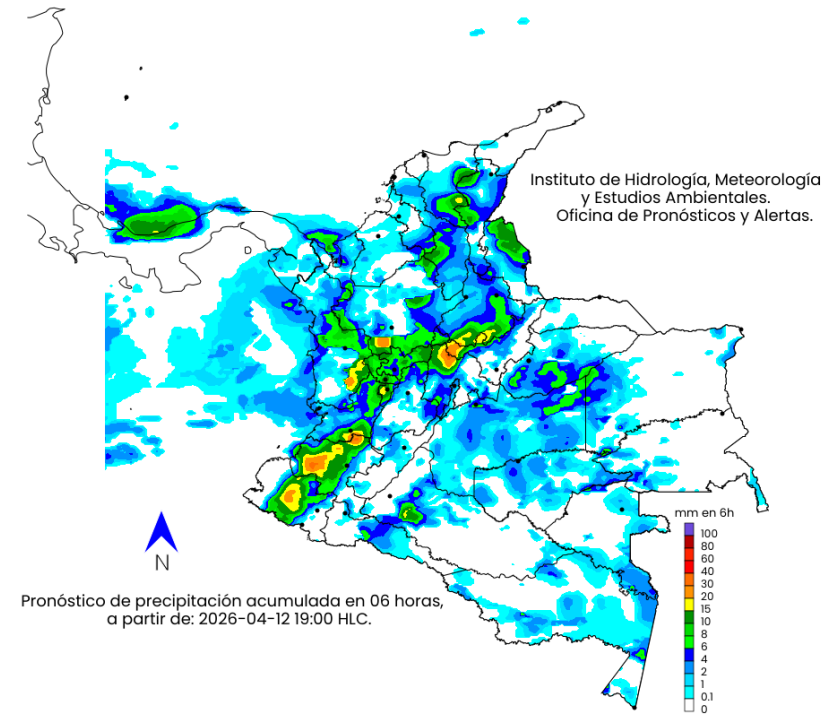 Instituto de Hidrología, Meteorología
y Estudios Ambientales.
Oficina de Pronósticos y Alertas.
mm en 6h
100
80
60
40
30
20
15
10
8
6
4
2
1
0.1
0
N
Pronóstico de precipitación acumulada en 06 horas,
a partir de: 2026-04-12 19:00 HLC.